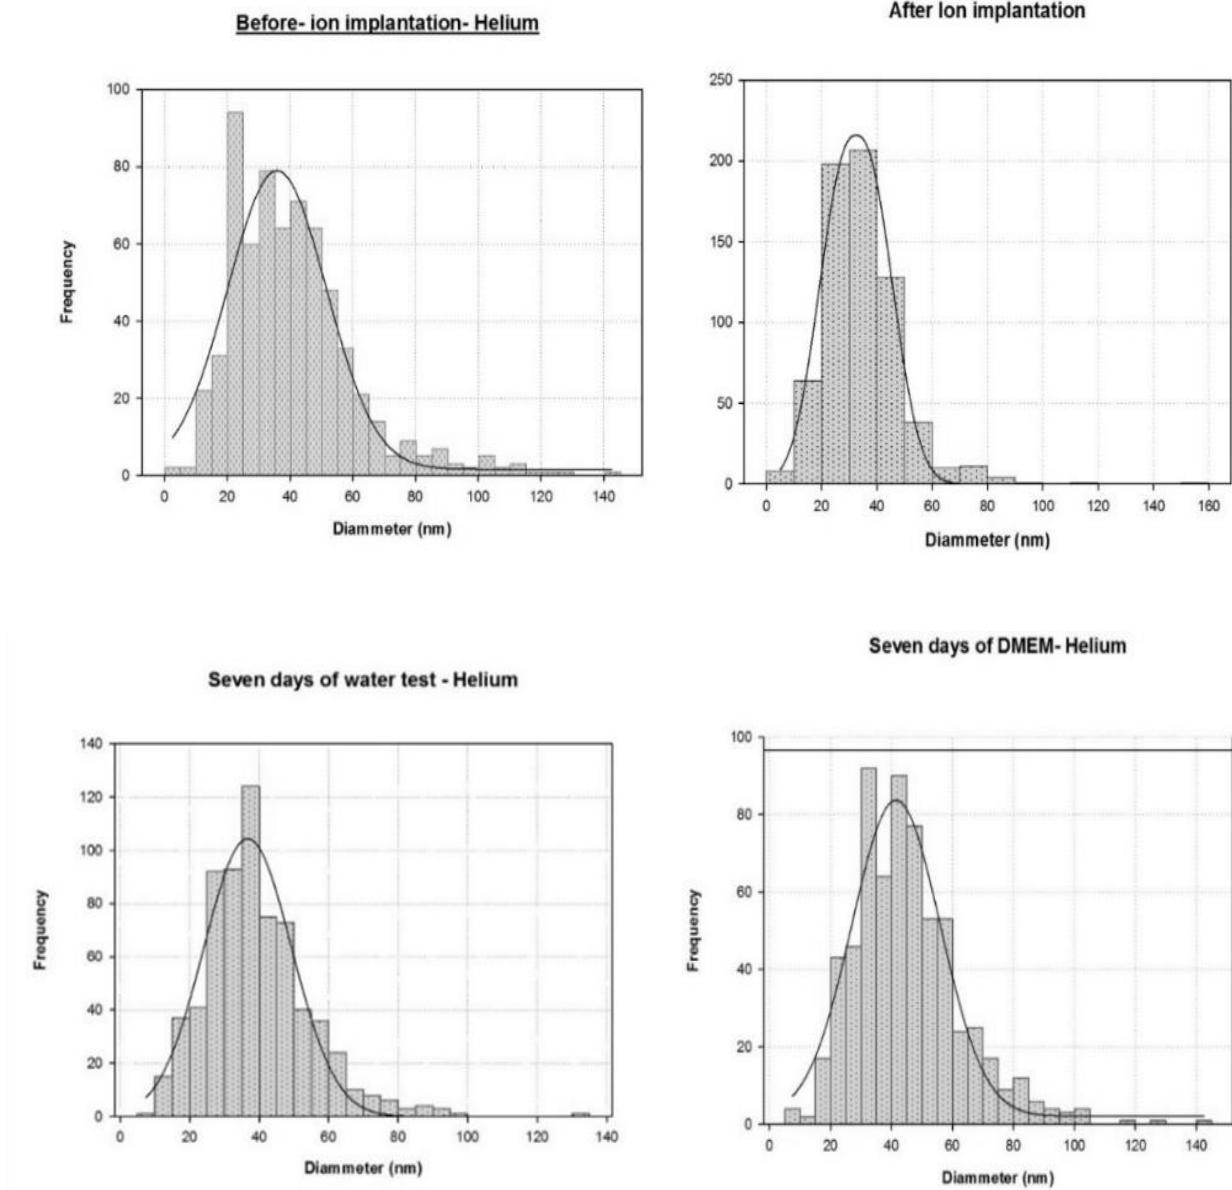 Before- ion implantation- Helium
100
80
60
40
20
0
Frequency
0 20 40 60 80 100 120 140
Diammeter (nm)
After Ion implantation
250
200
150
100
50
0
0 20 40 60 80 100 120 140 160
Diammeter (nm)
Seven days of water test - Helium
140
120
100
80
60
40
20
0
Frequency
0 20 40 60 80 100 120 140
Diammeter (nm)
Seven days of DMEM- Helium
100
80
60
40
20
0
Frequency
0 20 40 60 80 100 120 140
Diammeter (nm)